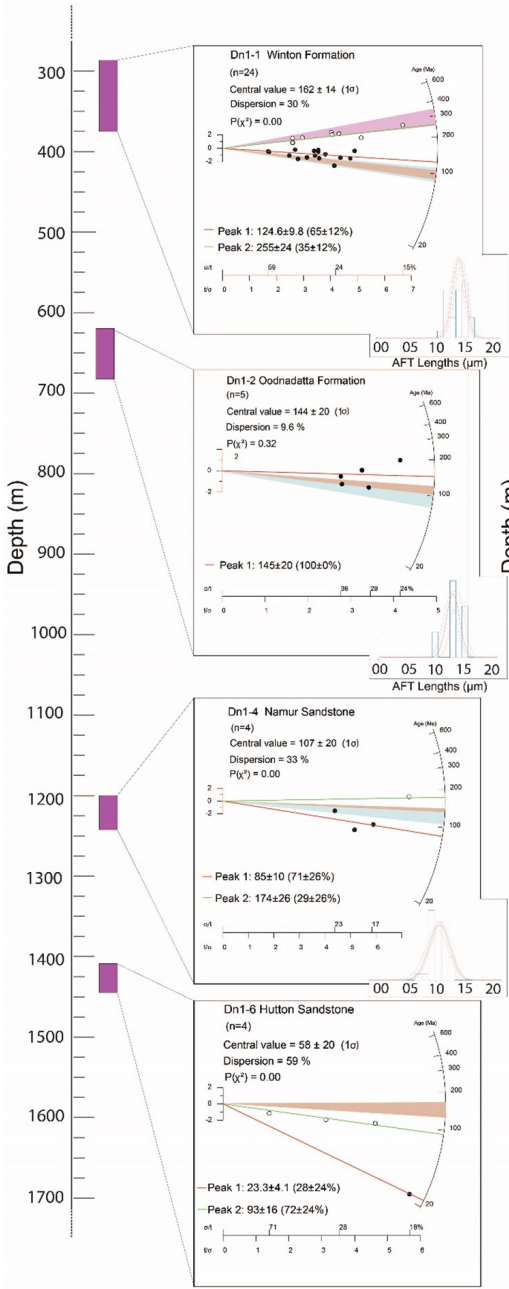 Depth (m)
300
400
500
600
700
800
900
1000
1100
1200
1300
1400
1500
1600
1700
Dn1-1 Winton Formation
(n=24)
Central value = 162 ± 14 (1σ)
Dispersion = 30 %
P(χ²) = 0.00
Age (Ma)
600
400
300
200
100
20
2
0
-2
Peak 1: 124.6±9.8 (65±12%)
Peak 2: 255±24 (35±12%)
σ/t 59 24 15%
t/σ 0 1 2 3 4 5 6 7
00 05 10 15 20
AFT Lengths (µm)
Dn1-2 Oodnadatta Formation
(n=5)
Central value = 144 ± 20 (1σ)
Dispersion = 9.6 %
P(χ²) = 0.32
Age (Ma)
600
400
300
200
100
20
2
0
-2
Peak 1: 145±20 (100±0%)
σ/t 36 29 24%
t/σ 0 1 2 3 4 5
00 05 10 15 20
AFT Lengths (µm)
Dn1-4 Namur Sandstone
(n=4)
Central value = 107 ± 20 (1σ)
Dispersion = 33 %
P(χ²) = 0.00
Age (Ma)
600
400
300
200
100
20
2
0
-2
Peak 1: 85±10 (71±26%)
Peak 2: 174±26 (29±26%)
σ/t 23 17
t/σ 0 1 2 3 4 5 6
00 05 10 15 20
Dn1-6 Hutton Sandstone
(n=4)
Central value = 58 ± 20 (1σ)
Dispersion = 59 %
P(χ²) = 0.00
Age (Ma)
600
400
300
200
100
20
2
0
-2
Peak 1: 23.3±4.1 (28±24%)
Peak 2: 93±16 (72±24%)
σ/t 71 28 18%
t/σ 0 1 2 3 4 5 6